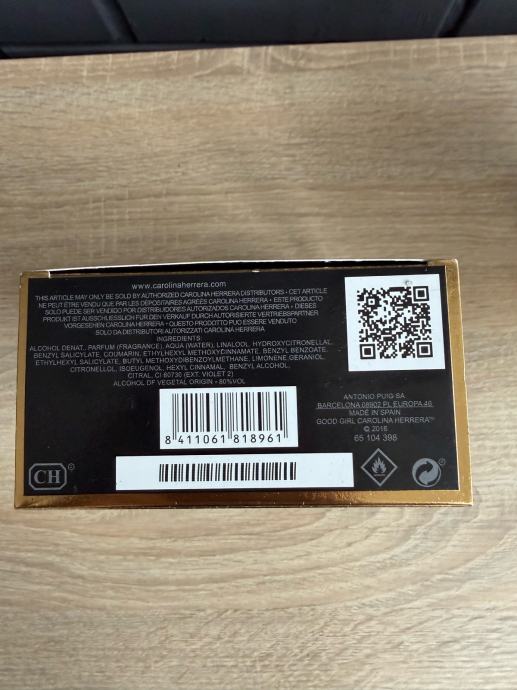 www.carolinaherrera.com
THIS ARTICLE MAY ONLY BE SOLD BY AUTHORIZED CAROLINA HERRERA DISTRIBUTORS • CET ARTICLE
NE PEUT ÊTRE VENDU QUE PAR LES DÉPOSITAIRES AGRÉÉS CAROLINA HERRERA • ESTE PRODUCTO
SOLO PUEDE SER VENDIDO POR DISTRIBUIDORES AUTORIZADOS CAROLINA HERRERA • DIESES
PRODUKT IST AUSSCHLIESSLICH FÜR DEN VERKAUF DURCH AUTORISIERTE VERTRIEBSPARTNER
VORGESEHEN CAROLINA HERRERA • QUESTO PRODOTTO PUO ESSERE VENDUTO
SOLO DA DISTRIBUTORI AUTORIZZATI CAROLINA HERRERA
INGREDIENTS:
ALCOHOL DENAT., PARFUM (FRAGRANCE), AQUA (WATER), LINALOOL, HYDROXYCITRONELLAL,
BENZYL SALICYLATE, COUMARIN, ETHYLHEXYL METHOXYCINNAMATE, BENZYL BENZOATE,
ETHYLHEXYL SALICYLATE, BUTYL METHOXYDIBENZOYLMETHANE, LIMONENE, GERANIOL
CITRONELLOL, ISOEUGENOL, HEXYL CINNAMAL, BENZYL ALCOHOL,
CITRAL, CI 60730 (EXT. VIOLET 2)
ALCOHOL OF VEGETAL ORIGIN - 80%VOL
8 411061 818961
ANTONIO PUIG SA.
BARCELONA 08902 PL EUROPA 46
MADE IN SPAIN
GOOD GIRL CAROLINA HERRERA™
© 2016
65 104 398
CH